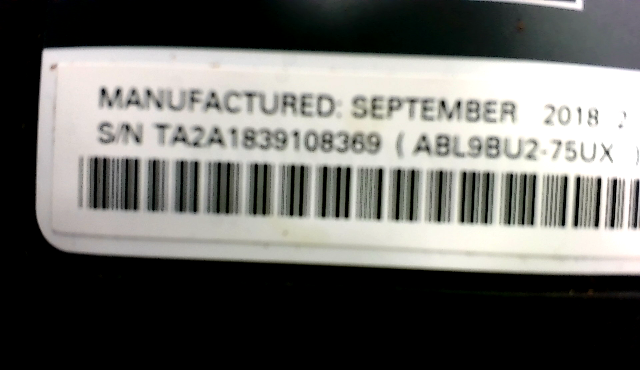 MANUFACTURED: SEPTEMBER 2018
S/N TA2A1839108369 ( ABL9BU2-75UX )